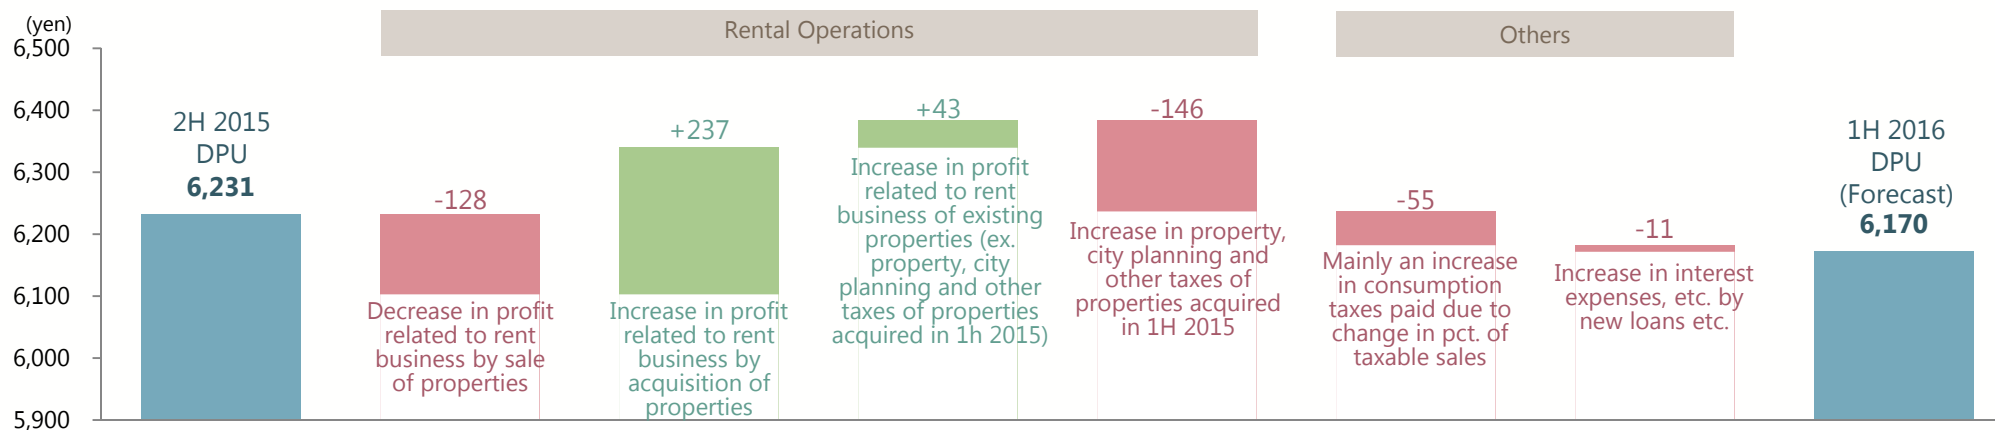 (yen)
6,500
6,400
6,300
6,200
6,100
6,000
5,900
Rental Operations
Others
2H 2015
DPU
6,231
-128
Decrease in profit
related to rent
business by sale
of properties
+237
Increase in profit
related to rent
business by
acquisition of
properties
+43
Increase in profit
related to rent
business of existing
properties (ex.
property, city
planning and other
taxes of properties
acquired in 1h 2015)
-146
Increase in property,
city planning and
other taxes of
properties acquired
in 1H 2015
-55
Mainly an increase
in consumption
taxes paid due to
change in pct. of
taxable sales
-11
Increase in interest
expenses, etc. by
new loans etc.
1H 2016
DPU
(Forecast)
6,170